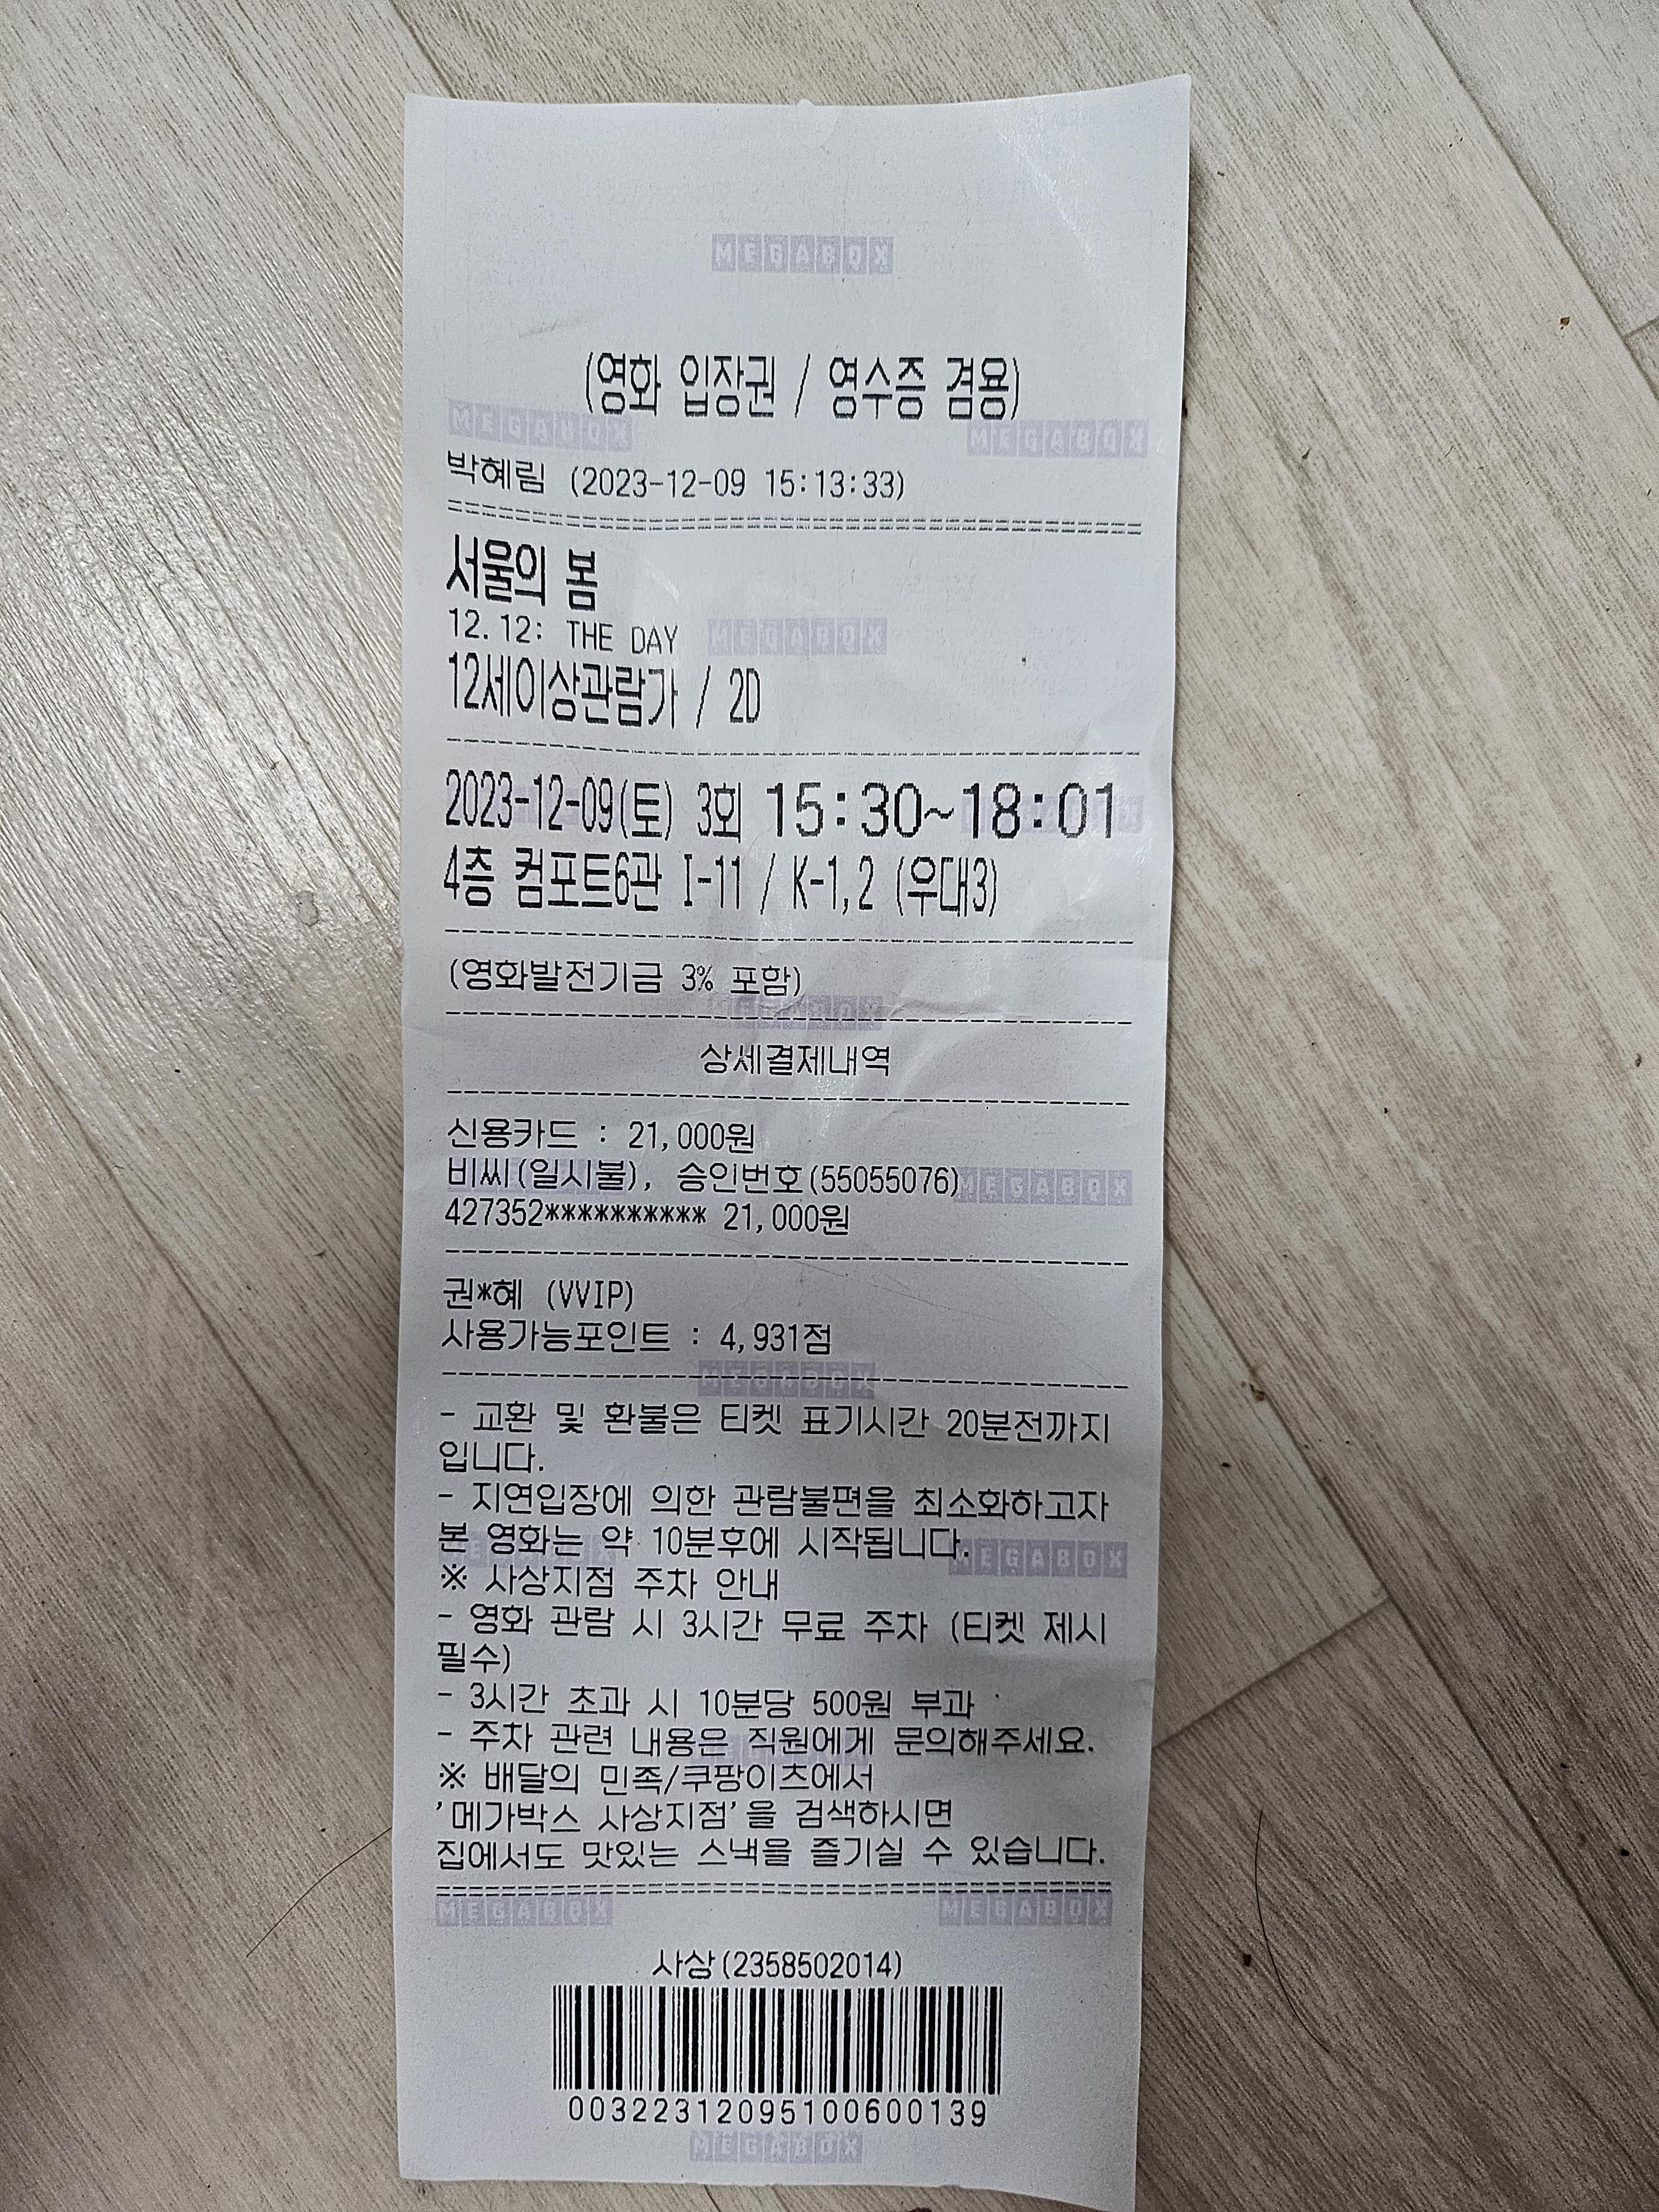 MEGABOX
(영화 입장권 / 영수증 겸용)
MEGABOX MEGABOX
박혜림 (2023-12-09 15:13:33)
서울의 봄
12.12: THE DAY MEGABOX
12세이상관람가 / 2D
2023-12-09(토) 3회 15:30~18:01
4층 컴포트6관 I-11 / K-1,2 (우대3)
(영화발전기금 3% 포함)
MEGABOX
상세결제내역
신용카드 : 21,000원
비씨(일시불), 승인번호(55055076) MEGABOX
427352********** 21,000원
권*혜 (VVIP)
사용가능포인트 : 4,931점
MEGABOX
- 교환 및 환불은 티켓 표기시간 20분전까지
입니다.
- 지연입장에 의한 관람불편을 최소화하고자
본 영화는 약 10분후에 시작됩니다. MEGABOX
※ 사상지점 주차 안내
- 영화 관람 시 3시간 무료 주차 (티켓 제시
필수)
- 3시간 초과 시 10분당 500원 부과
- 주차 관련 내용은 직원에게 문의해주세요.
※ 배달의 민족/쿠팡이츠에서
'메가박스 사상지점'을 검색하시면
집에서도 맛있는 스낵을 즐기실 수 있습니다.
MEGABOX MEGABOX
사상(2358502014)
00322312095100600139
MEGABOX